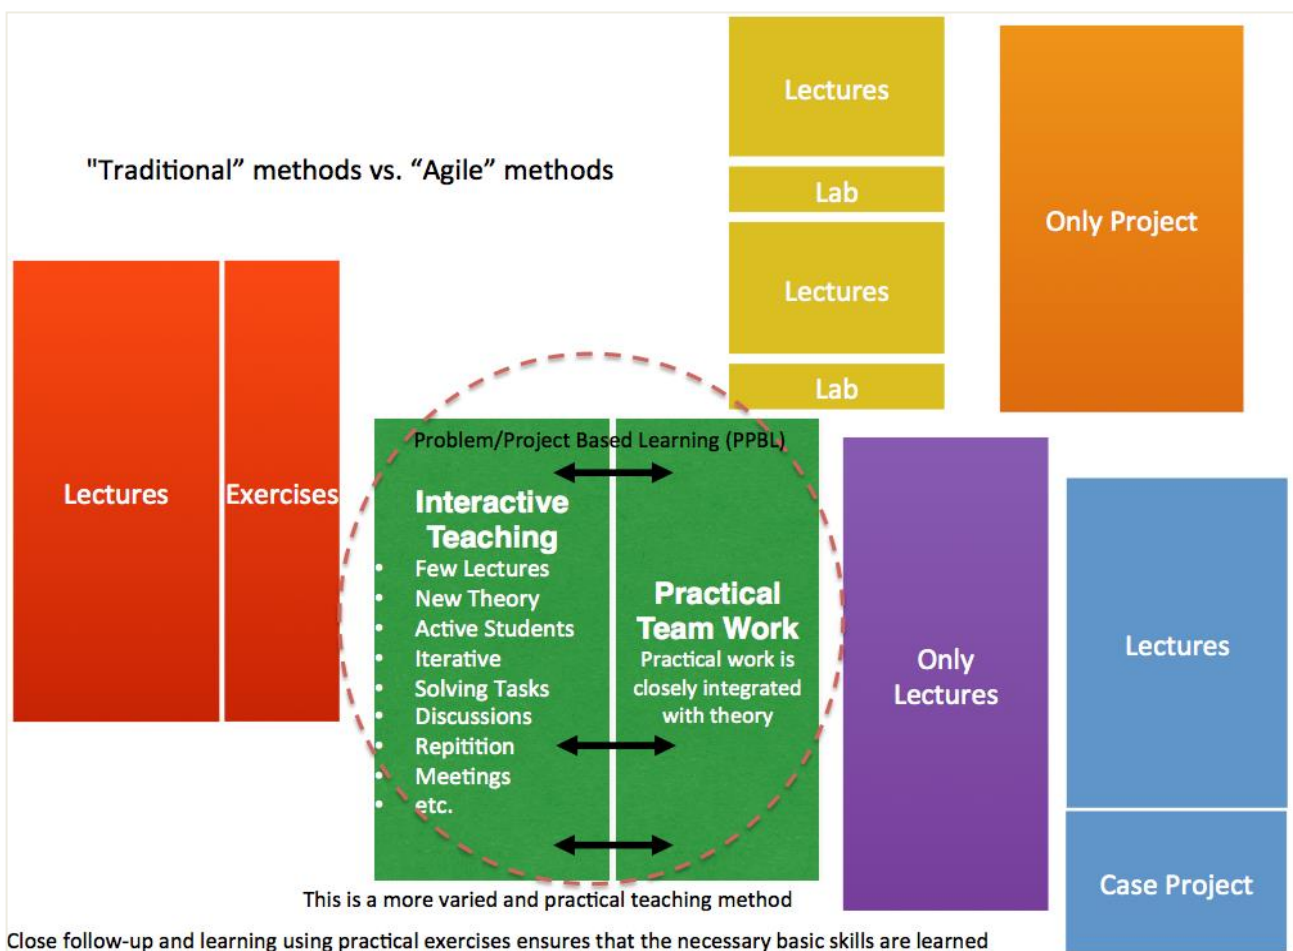 "Traditional” methods vs. “Agile” methods
Lectures
Lab
Lectures
Lab
Only Project
Lectures
Exercises
Problem/Project Based Learning (PPBL)
Interactive
Teaching
• Few Lectures
• New Theory
• Active Students
• Iterative
• Solving Tasks
• Discussions
• Repitition
• Meetings
• etc.
Practical
Team Work
Practical work is
closely integrated
with theory
Only
Lectures
Lectures
Case Project
This is a more varied and practical teaching method
Close follow-up and learning using practical exercises ensures that the necessary basic skills are learned